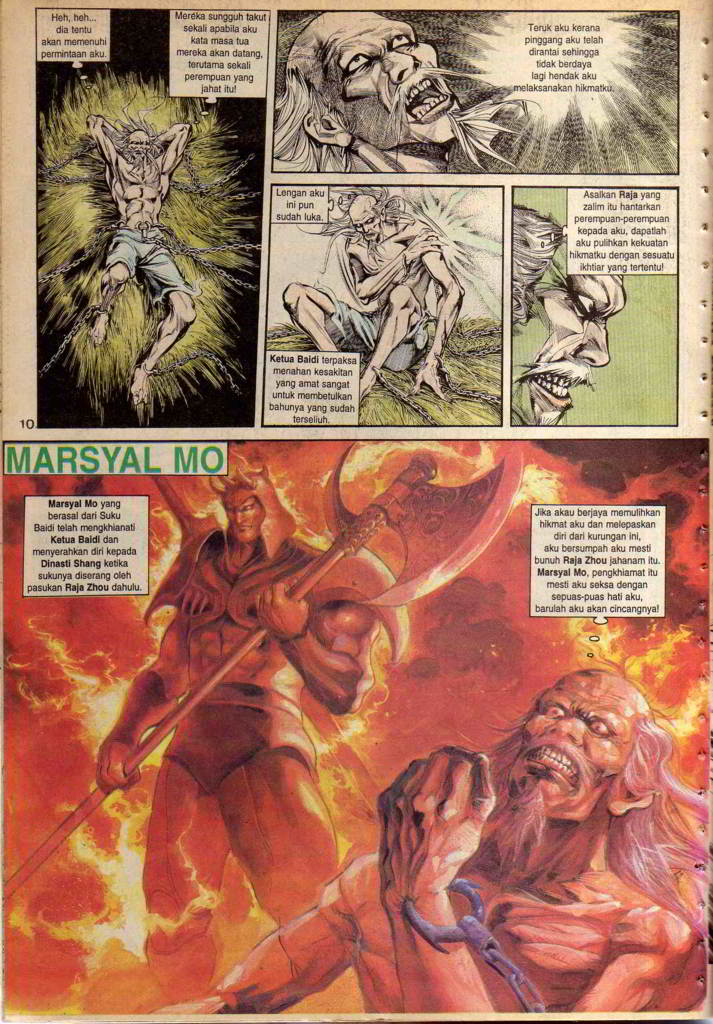 Heh, heh...
dia tentu
akan memenuhi
permintaan aku.
Mereka sungguh takut
sekali apabila aku
kata masa tua
mereka akan datang,
terutama sekali
perempuan yang
jahat itu!
Teruk aku kerana
pinggang aku telah
dirantai sehingga
tidak berdaya
lagi hendak aku
melaksanakan hikmatku.
Lengan aku
ini pun
sudah luka.
Ketua Baidi terpaksa
menahan kesakitan
yang amat sangat
untuk membetulkan
bahunya yang sudah
terseliuh.
Asalkan Raja yang
zalim itu hantarkan
perempuan-perempuan
kepada aku, dapatlah
aku pulihkan kekuatan
hikmatku dengan sesuatu
ikhtiar yang tertentu!
10
MARSYAL MO
Marsyal Mo yang
berasal dari Suku
Baidi telah mengkhianati
Ketua Baidi dan
menyerahkan diri kepada
Dinasti Shang ketika
sukunya diserang oleh
pasukan Raja Zhou dahulu.
Jika akau berjaya memulihkan
hikmat aku dan melepaskan
diri dari kurungan ini,
aku bersumpah aku mesti
bunuh Raja Zhou jahanam itu.
Marsyal Mo, pengkhiamat itu
mesti aku seksa dengan
sepuas-puas hati aku,
barulah aku akan cincangnya!